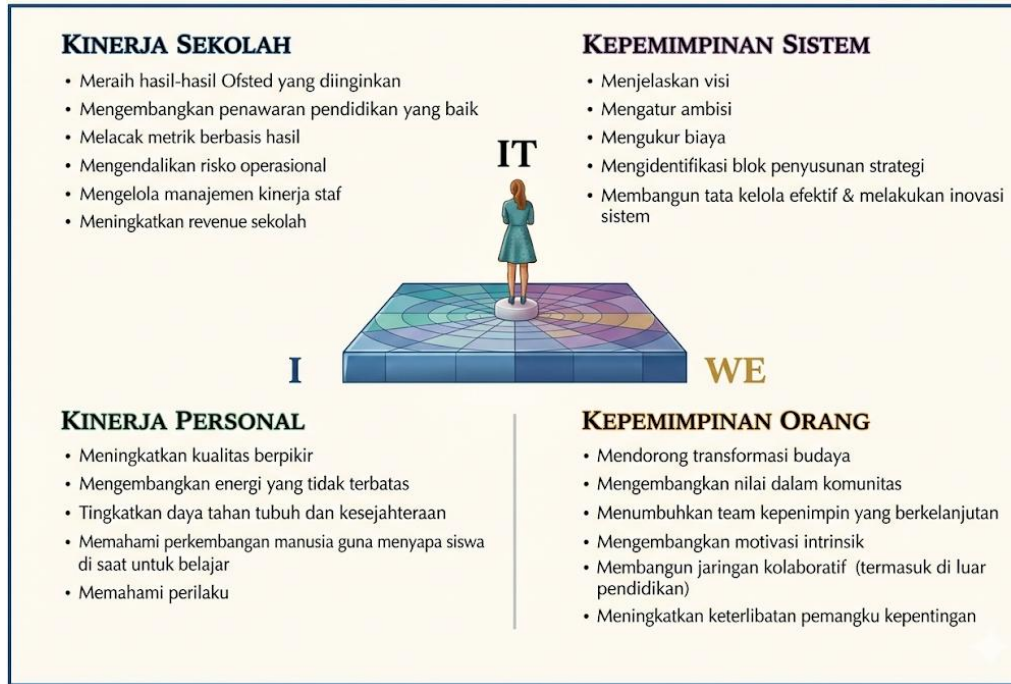 KINERJA SEKOLAH
• Meraih hasil-hasil Ofsted yang diinginkan
• Mengembangkan penawaran pendidikan yang baik
• Melacak metrik berbasis hasil
• Mengendalikan risiko operasional
• Mengelola manajemen kinerja staf
• Meningkatkan revenue sekolah
KEPEMIMPINAN SISTEM
• Menjelaskan visi
• Mengatur ambisi
• Mengukur biaya
• Mengidentifikasi blok penyusunan strategi
• Membangun tata kelola efektif & melakukan inovasi
sistem
IT
I
WE
KINERJA PERSONAL
• Meningkatkan kualitas berpikir
• Mengembangkan energi yang tidak terbatas
• Tingkatkan daya tahan tubuh dan kesejahteraan
• Memahami perkembangan manusia guna menyapa siswa
di saat untuk belajar
• Memahami perilaku
KEPEMIMPINAN ORANG
• Mendorong transformasi budaya
• Mengembangkan nilai dalam komunitas
• Menumbuhkan team kepenimpin yang berkelanjutan
• Mengembangkan motivasi intrinsik
• Membangun jaringan kolaboratif (termasuk di luar
pendidikan)
• Meningkatkan keterlibatan pemangku kepentingan